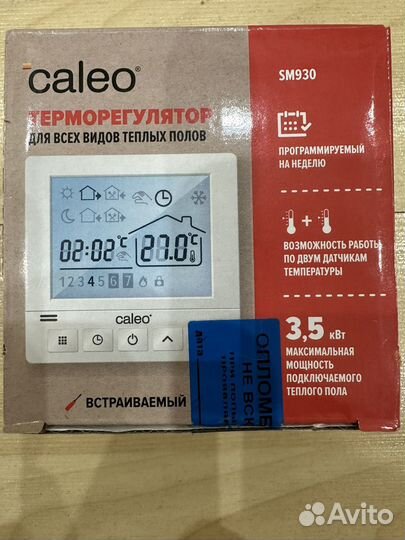 caleo®
SM930
ТЕРМОРЕГУЛЯТОР
ДЛЯ ВСЕХ ВИДОВ ТЕПЛЫХ ПОЛОВ
ПРОГРАММИРУЕМЫЙ
НА НЕДЕЛЮ
02:02 °C
20.0°C
1 2 3 4 5 6 7
caleo®
+
ВОЗМОЖНОСТЬ РАБОТЫ
ПО ДВУМ ДАТЧИКАМ
ТЕМПЕРАТУРЫ
3,5 кВт
МАКСИМАЛЬНАЯ
МОЩНОСТЬ
ПОДКЛЮЧАЕМОГО
ТЕПЛОГО ПОЛА
ВСТРАИВАЕМЫЙ
Дата
ОПЛОМБ
НЕ ВСК
Avito